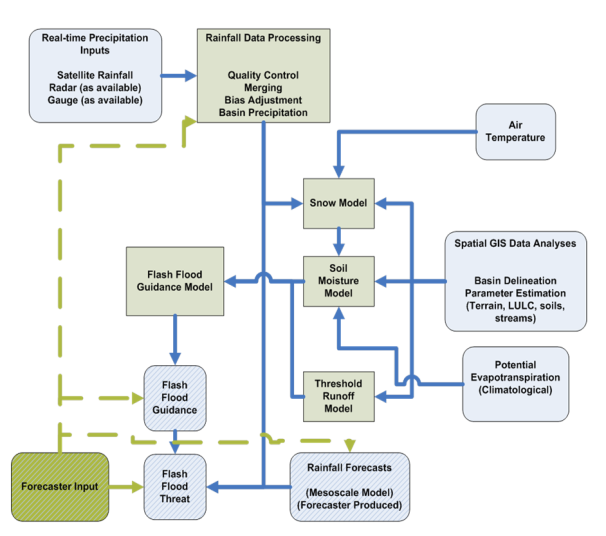 Real-time Precipitation
Inputs
Satellite Rainfall
Radar (as available)
Gauge (as available)
Rainfall Data Processing
Quality Control
Merging
Bias Adjustment
Basin Precipitation
Air
Temperature
Snow Model
Spatial GIS Data Analyses
Basin Delineation
Parameter Estimation
(Terrain, LULC, soils,
streams)
Flash Flood
Guidance Model
Soil
Moisture
Model
Potential
Evapotranspiration
(Climatological)
Flash
Flood
Guidance
Threshold
Runoff
Model
Forecaster Input
Flash
Flood
Threat
Rainfall Forecasts
(Mesoscale Model)
(Forecaster Produced)